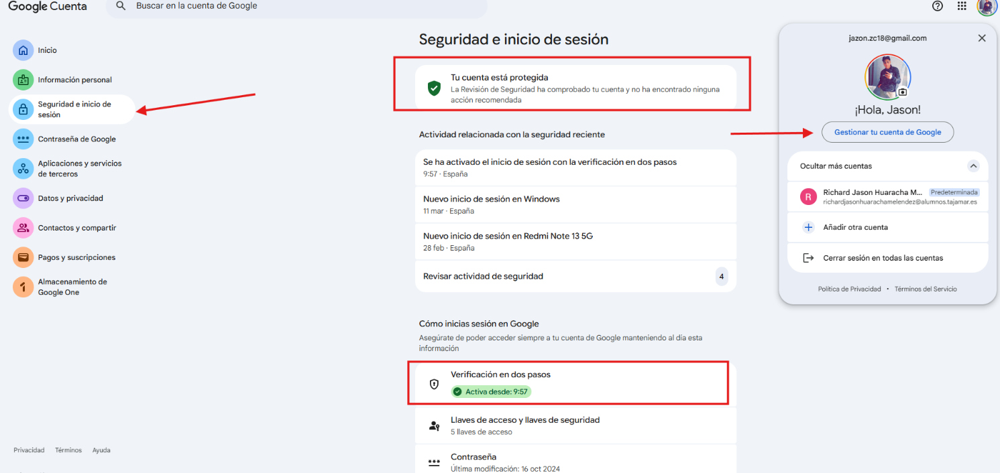 Google Cuenta
Buscar en la cuenta de Google
Inicio
Información personal
Seguridad e inicio de
sesión
Contraseña de Google
Aplicaciones y servicios
de terceros
Datos y privacidad
Contactos y compartir
Pagos y suscripciones
Almacenamiento de
Google One
Privacidad Términos Ayuda
Seguridad e inicio de sesión
Tu cuenta está protegida
La Revisión de Seguridad ha comprobado tu cuenta y no ha encontrado ninguna
acción recomendada
Actividad relacionada con la seguridad reciente
Se ha activado el inicio de sesión con la verificación en dos pasos
9:57 · España
Nuevo inicio de sesión en Windows
11 mar · España
Nuevo inicio de sesión en Redmi Note 13 5G
28 feb · España
Revisar actividad de seguridad
4
Cómo inicias sesión en Google
Asegúrate de poder acceder siempre a tu cuenta de Google manteniendo al día esta
información
Verificación en dos pasos
Activa desde: 9:57
Llaves de acceso y llaves de seguridad
5 llaves de acceso
Contraseña
Última modificación: 16 oct 2024
jazon.zc18@gmail.com
¡Hola, Jason!
Gestionar tu cuenta de Google
Ocultar más cuentas
R
Richard Jason Huaracha M... Predeterminada
richardjasonhuarachamelendez@alumnos.tajamar.es
Añadir otra cuenta
Cerrar sesión en todas las cuentas
Política de Privacidad · Términos del Servicio